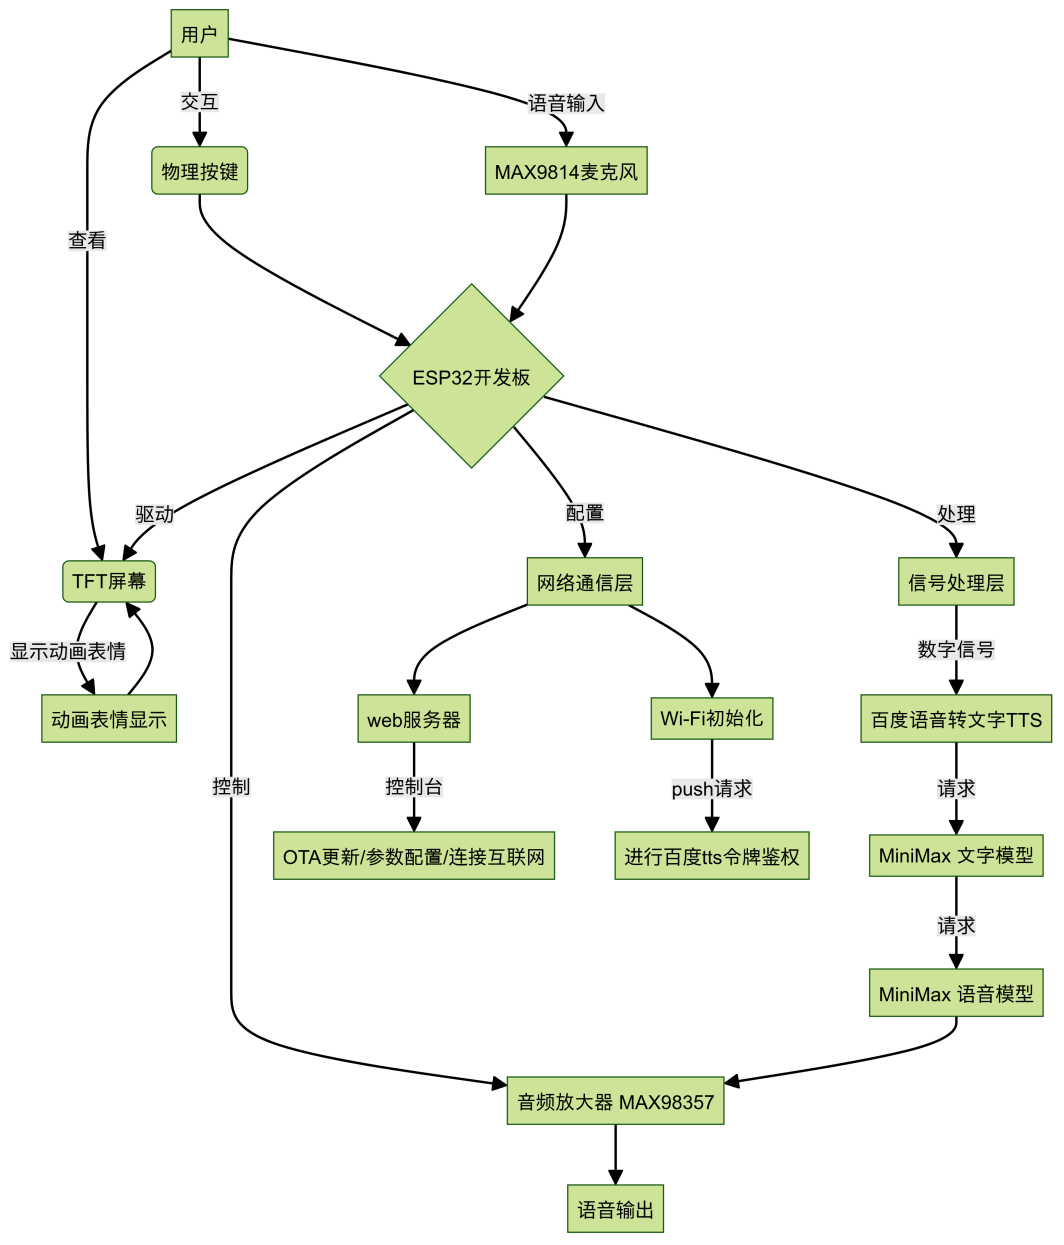 用户
交互
语音输入
物理按键
MAX9814麦克风
查看
ESP32开发板
驱动
配置
处理
TFT屏幕
网络通信层
信号处理层
显示动画表情
数字信号
动画表情显示
web服务器
Wi-Fi初始化
百度语音转文字TTS
控制
控制台
push请求
请求
OTA更新/参数配置/连接互联网
进行百度tts令牌鉴权
MiniMax 文字模型
请求
MiniMax 语音模型
音频放大器 MAX98357
语音输出